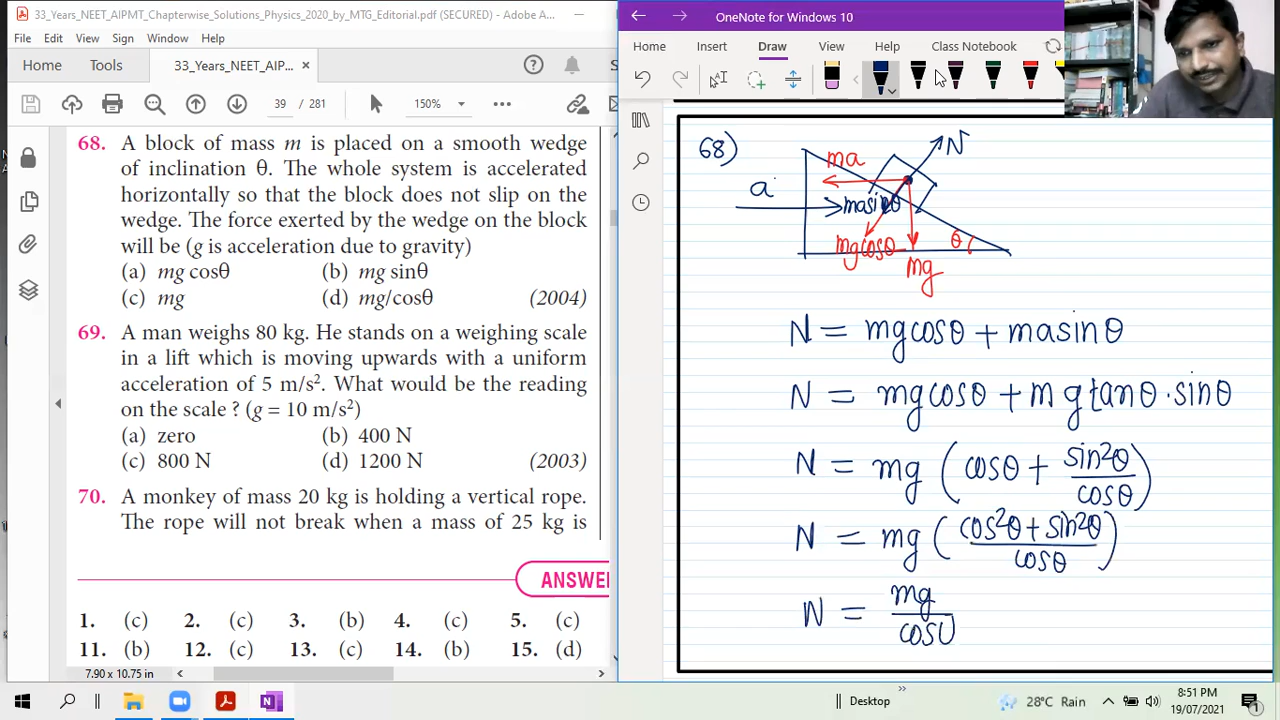 33_Years_NEET_AIPMT_Chapterwise_Solutions_Physics_2020_by_MTG_Editorial.pdf (SECURED) - Adobe A...
File Edit View Sign Window Help
Home Tools 33_Years_NEET_AIP... ×
39 / 281 150%
68. A block of mass m is placed on a smooth wedge
of inclination θ. The whole system is accelerated
horizontally so that the block does not slip on the
wedge. The force exerted by the wedge on the block
will be (g is acceleration due to gravity)
(a) mg cosθ (b) mg sinθ
(c) mg (d) mg/cosθ (2004)
69. A man weighs 80 kg. He stands on a weighing scale
in a lift which is moving upwards with a uniform
acceleration of 5 m/s². What would be the reading
on the scale ? (g = 10 m/s²)
(a) zero (b) 400 N
(c) 800 N (d) 1200 N (2003)
70. A monkey of mass 20 kg is holding a vertical rope.
The rope will not break when a mass of 25 kg is
ANSWE
1. (c) 2. (c) 3. (b) 4. (c) 5. (c)
11. (b) 12. (c) 13. (c) 14. (b) 15. (d)
7.90 x 10.75 in
OneNote for Windows 10
Home Insert Draw View Help Class Notebook
68)
N
ma
a
masinθ
mgcosθ
θ
mg
N = mgcosθ + masinθ
N = mgcosθ + mgtanθ·sinθ
N = mg (cosθ + sin²θ/cosθ)
N = mg (cos²θ + sin²θ/cosθ)
N = mg/cos
Desktop
28°C Rain
8:51 PM
19/07/2021